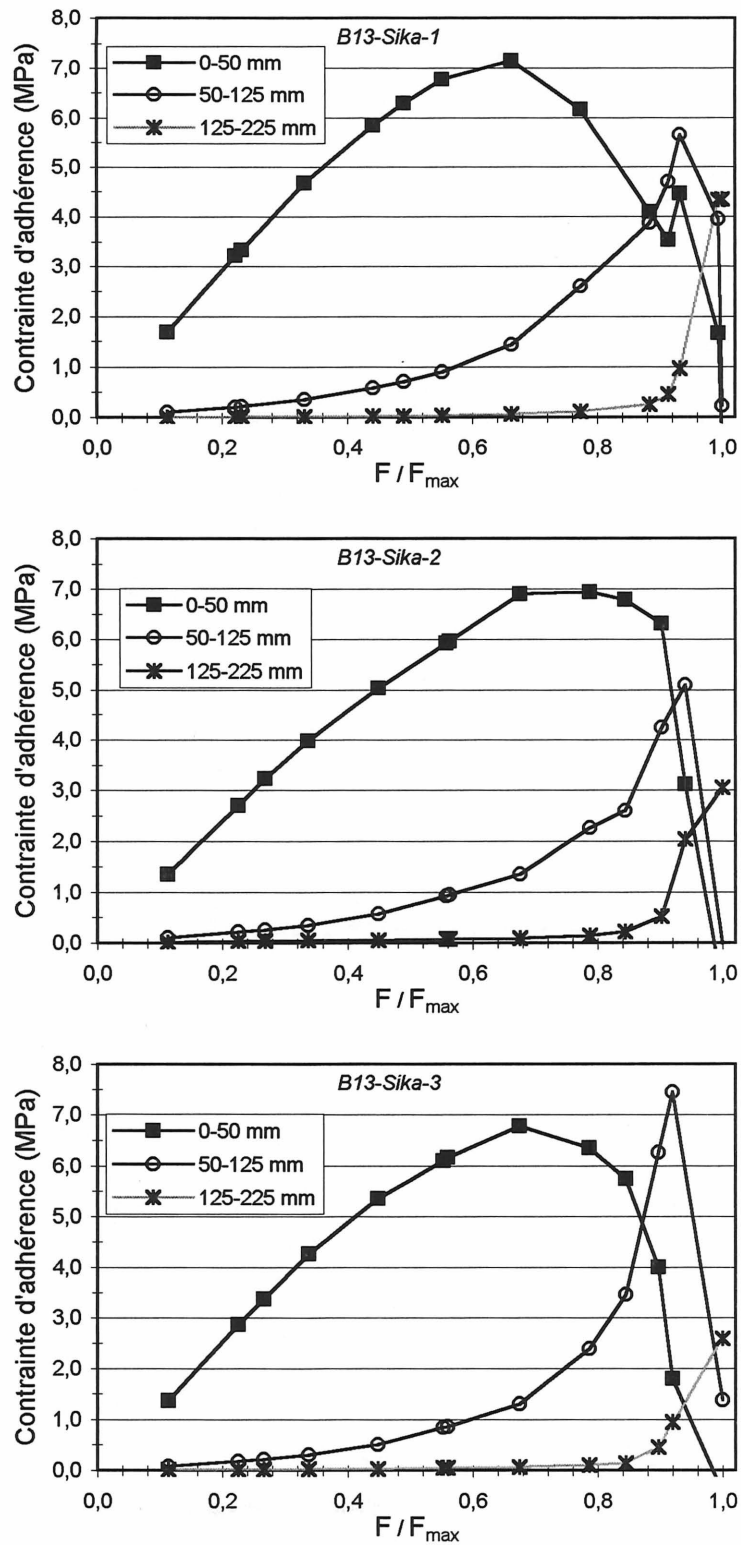 B13-Sika-1
Contrainte d'adhérence (MPa)
8,0
7,0
6,0
5,0
4,0
3,0
2,0
1,0
0,0
0-50 mm
50-125 mm
125-225 mm
0,0 0,2 0,4 0,6 0,8 1,0
F / Fmax
B13-Sika-2
Contrainte d'adhérence (MPa)
8,0
7,0
6,0
5,0
4,0
3,0
2,0
1,0
0,0
0-50 mm
50-125 mm
125-225 mm
0,0 0,2 0,4 0,6 0,8 1,0
F / Fmax
B13-Sika-3
Contrainte d'adhérence (MPa)
8,0
7,0
6,0
5,0
4,0
3,0
2,0
1,0
0,0
0-50 mm
50-125 mm
125-225 mm
0,0 0,2 0,4 0,6 0,8 1,0
F / Fmax